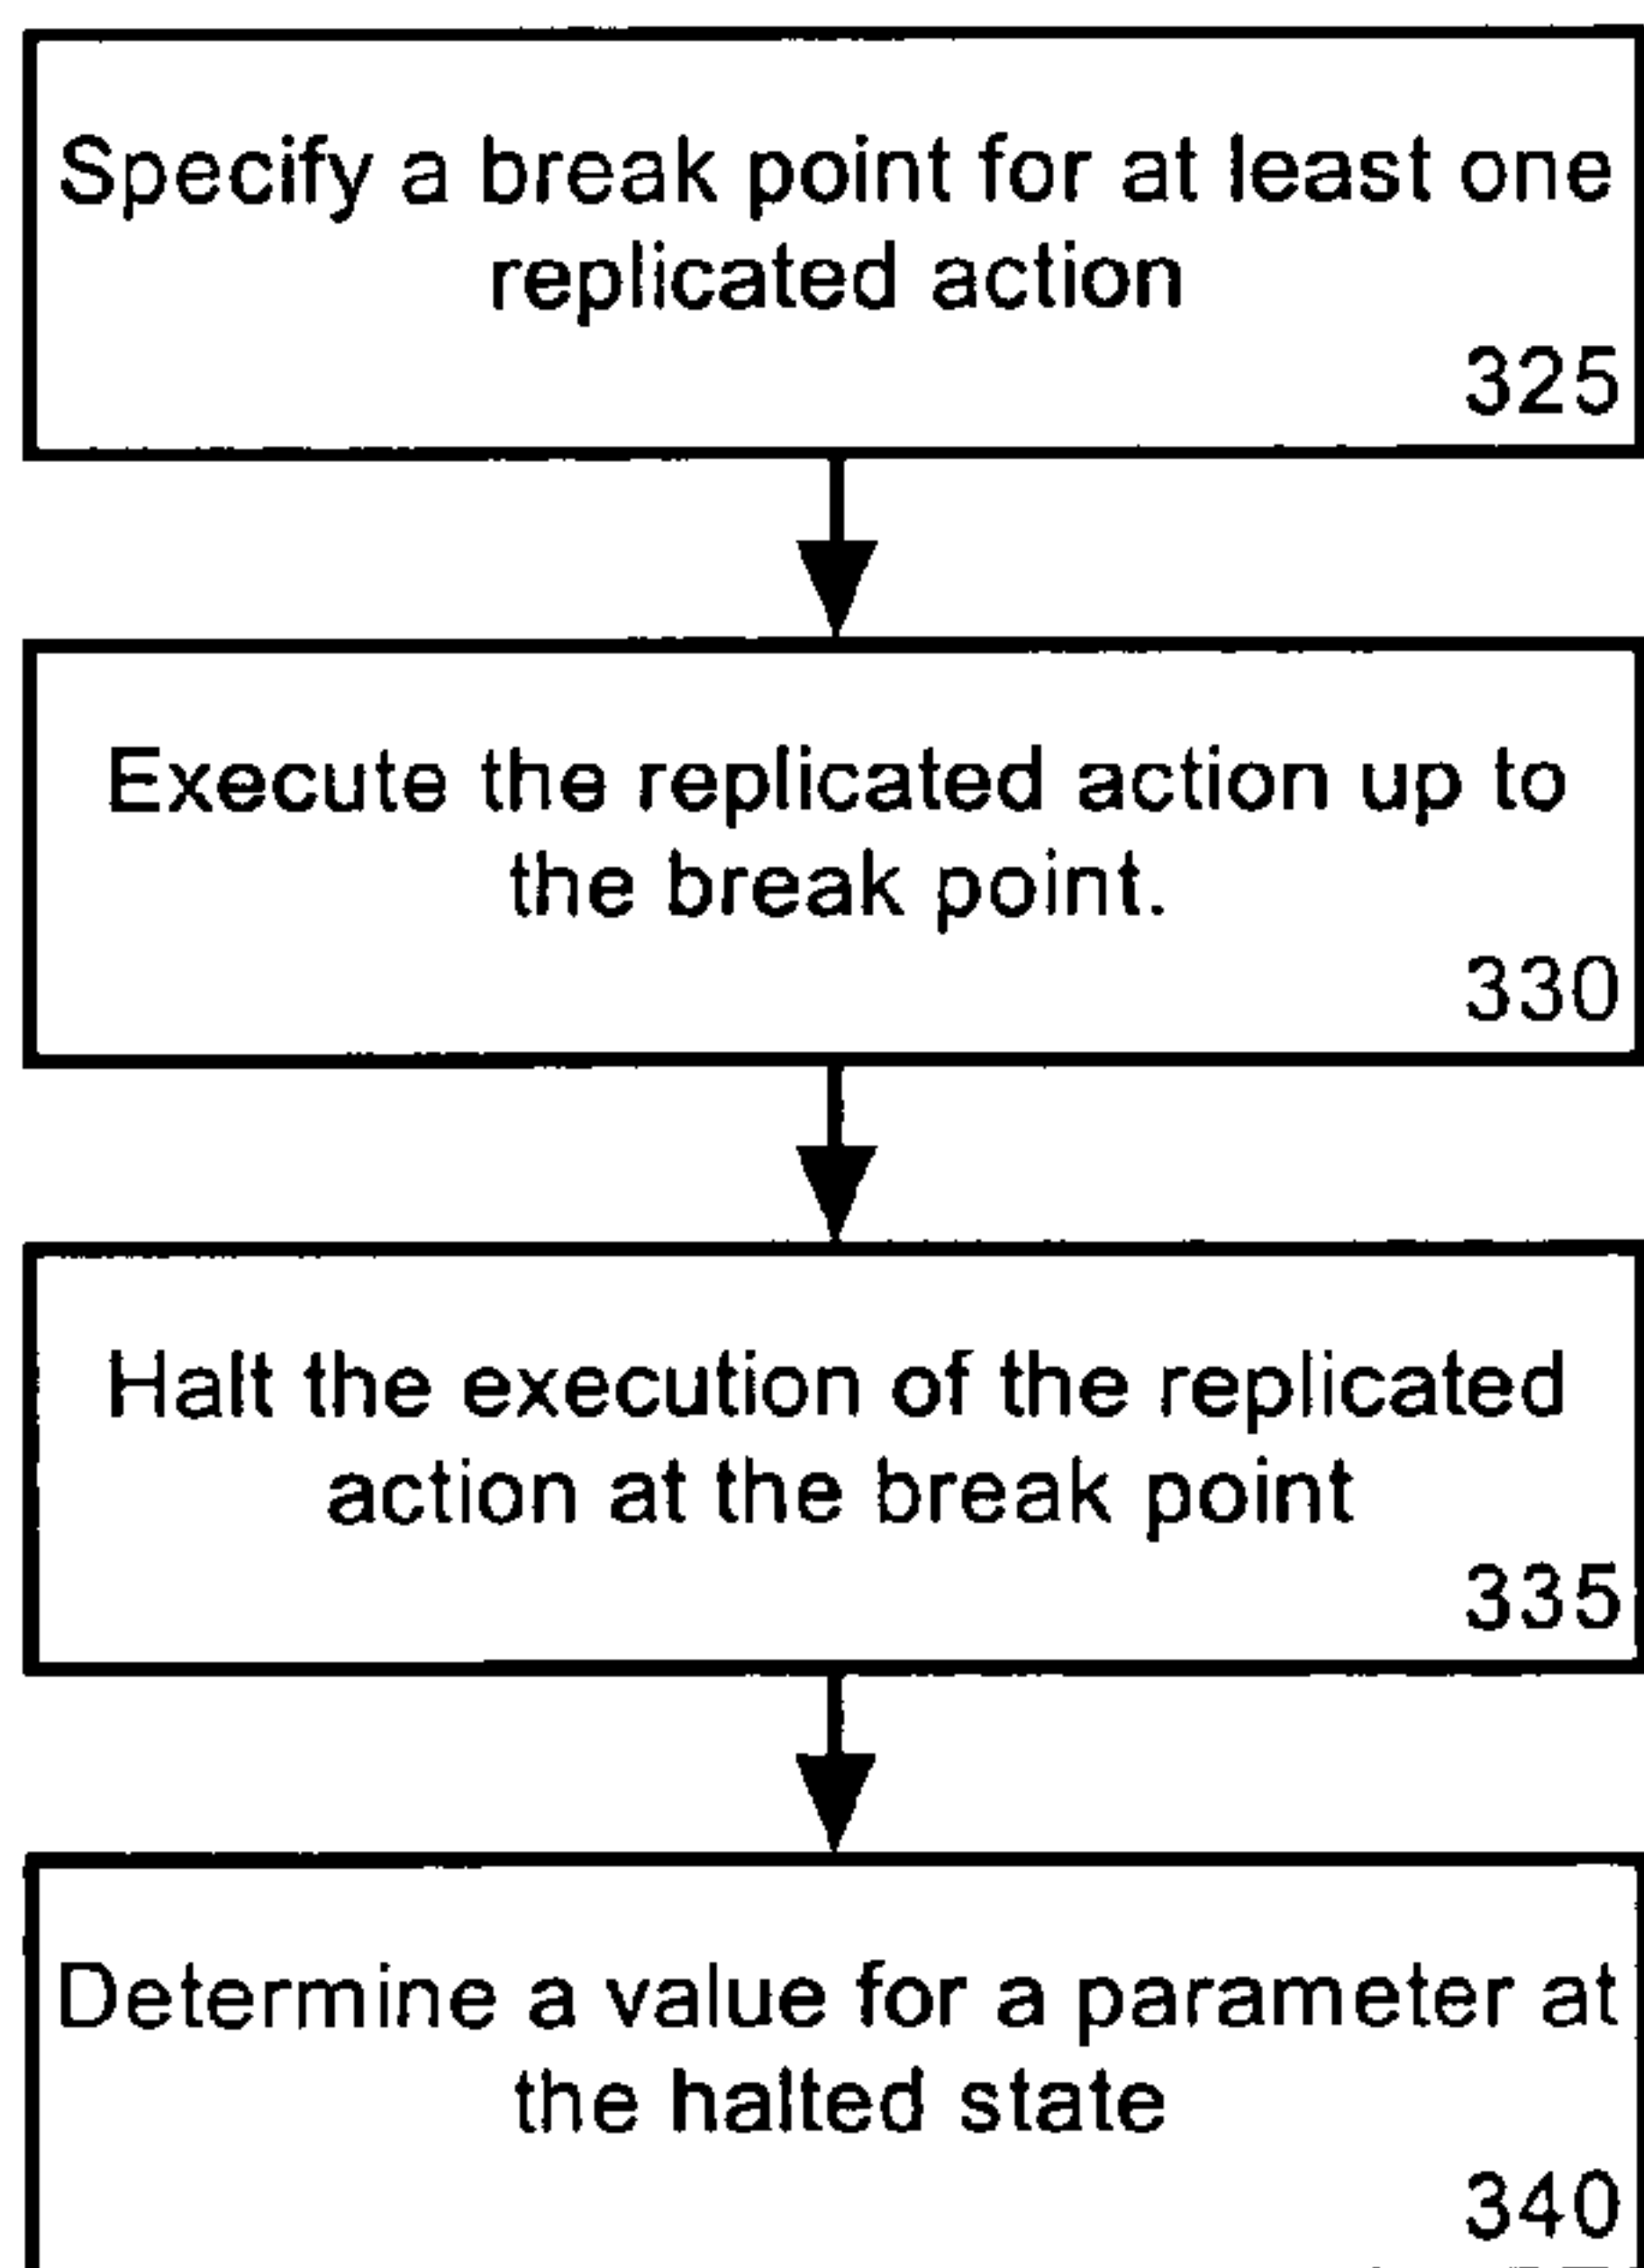 Specify a break point for at least one
replicated action
325
Execute the replicated action up to
the break point.
330
Halt the execution of the replicated
action at the break point
335
Determine a value for a parameter at
the halted state
340